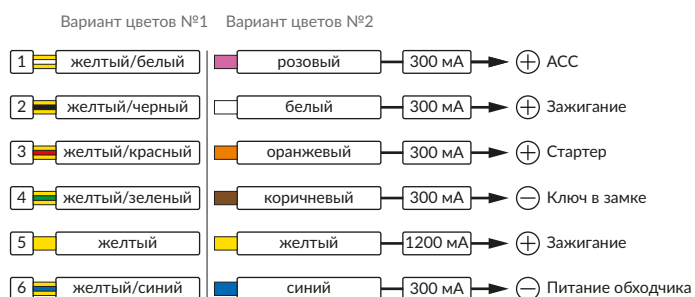 Вариант цветов №1 Вариант цветов №2
1 желтый/белый розовый 300 мА + ACC
2 желтый/черный белый 300 мА + Зажигание
3 желтый/красный оранжевый 300 мА + Стартер
4 желтый/зеленый коричневый 300 мА − Ключ в замке
5 желтый желтый 1200 мА + Зажигание
6 желтый/синий синий 300 мА − Питание обходчика